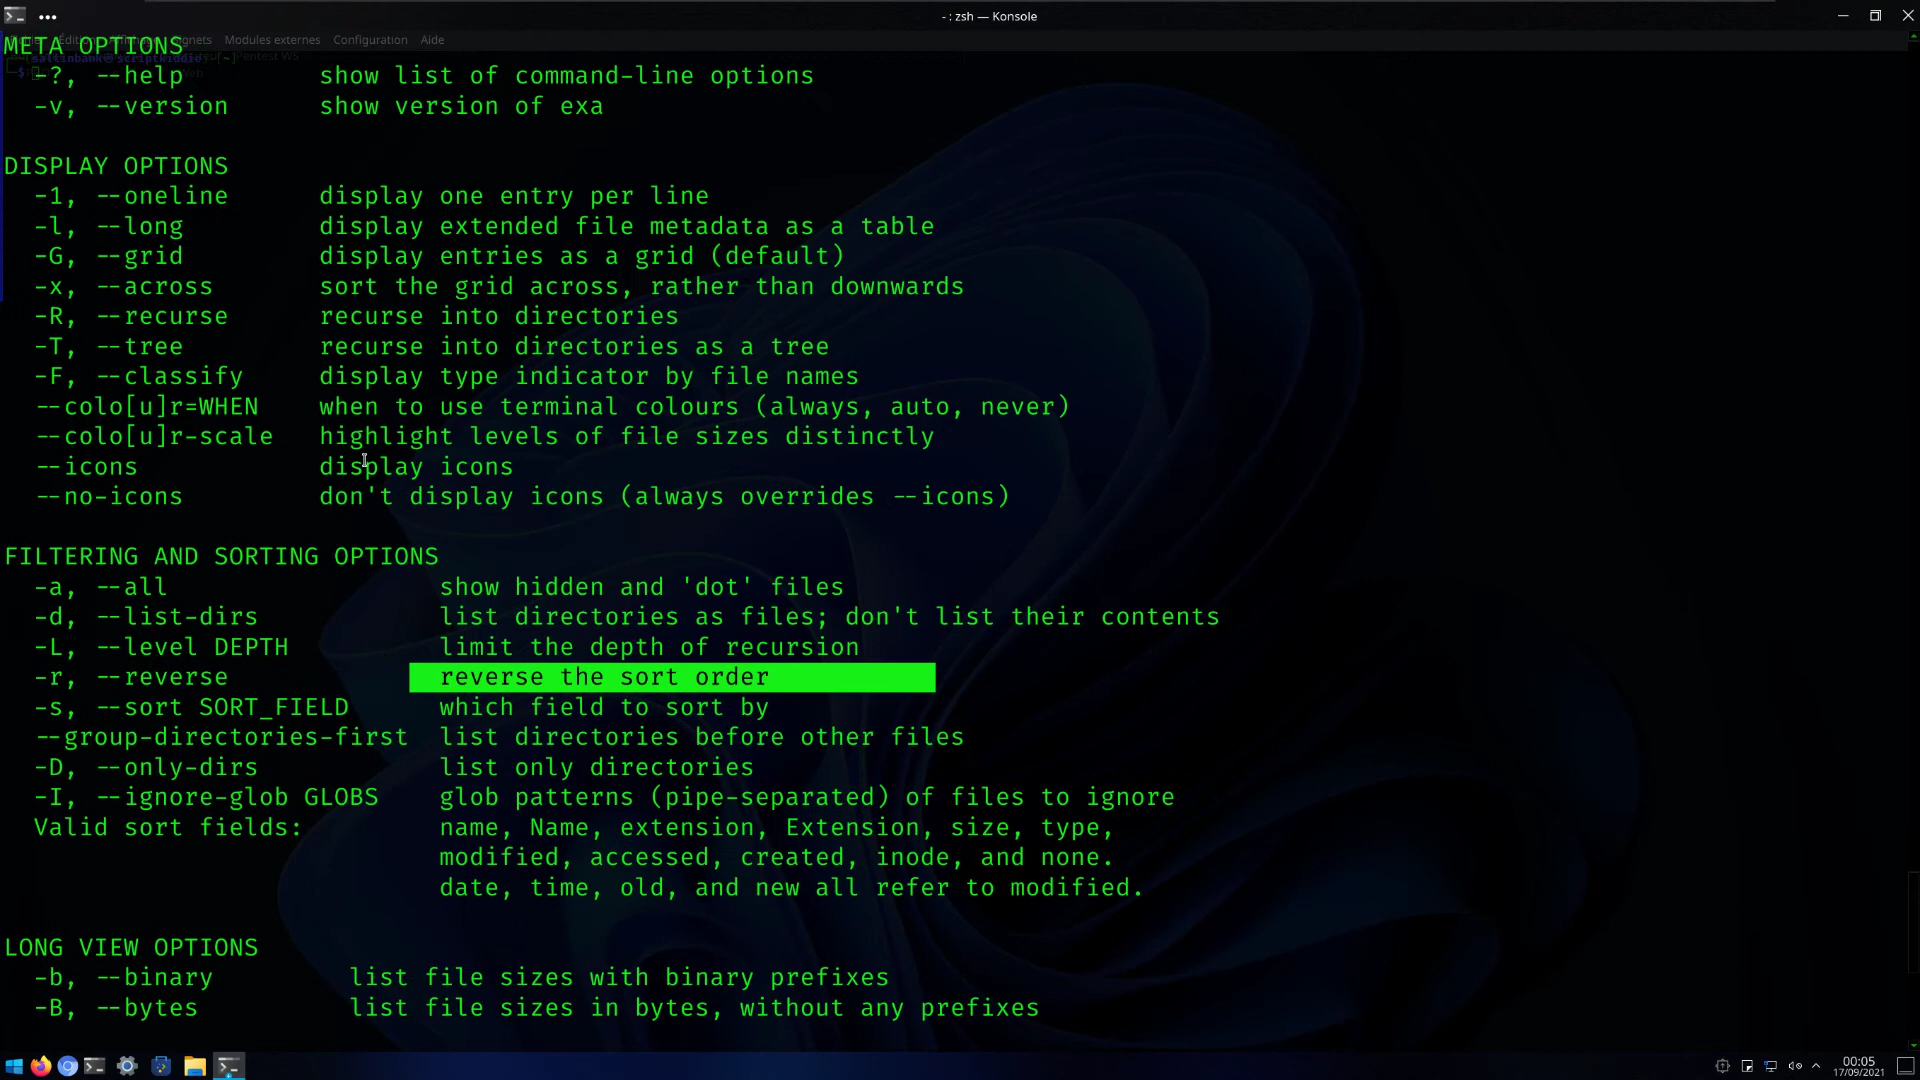 - : zsh — Konsole
Édition Affichage Signets Modules externes Configuration Aide
META OPTIONS
-?, --help show list of command-line options
-v, --version show version of exa
DISPLAY OPTIONS
-1, --oneline display one entry per line
-l, --long display extended file metadata as a table
-G, --grid display entries as a grid (default)
-x, --across sort the grid across, rather than downwards
-R, --recurse recurse into directories
-T, --tree recurse into directories as a tree
-F, --classify display type indicator by file names
--colo[u]r=WHEN when to use terminal colours (always, auto, never)
--colo[u]r-scale highlight levels of file sizes distinctly
--icons display icons
--no-icons don't display icons (always overrides --icons)
FILTERING AND SORTING OPTIONS
-a, --all show hidden and 'dot' files
-d, --list-dirs list directories as files; don't list their contents
-L, --level DEPTH limit the depth of recursion
-r, --reverse reverse the sort order
-s, --sort SORT_FIELD which field to sort by
--group-directories-first list directories before other files
-D, --only-dirs list only directories
-I, --ignore-glob GLOBS glob patterns (pipe-separated) of files to ignore
Valid sort fields: name, Name, extension, Extension, size, type,
modified, accessed, created, inode, and none.
date, time, old, and new all refer to modified.
LONG VIEW OPTIONS
-b, --binary list file sizes with binary prefixes
-B, --bytes list file sizes in bytes, without any prefixes
00:05
17/09/2021